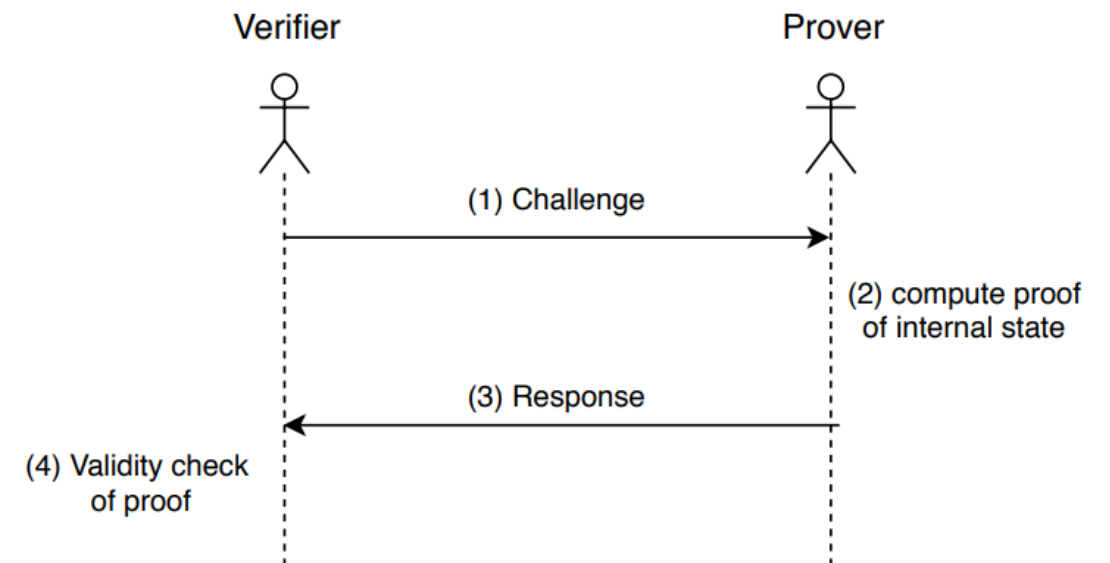 Verifier
Prover
(1) Challenge
(2) compute proof
of internal state
(3) Response
(4) Validity check
of proof